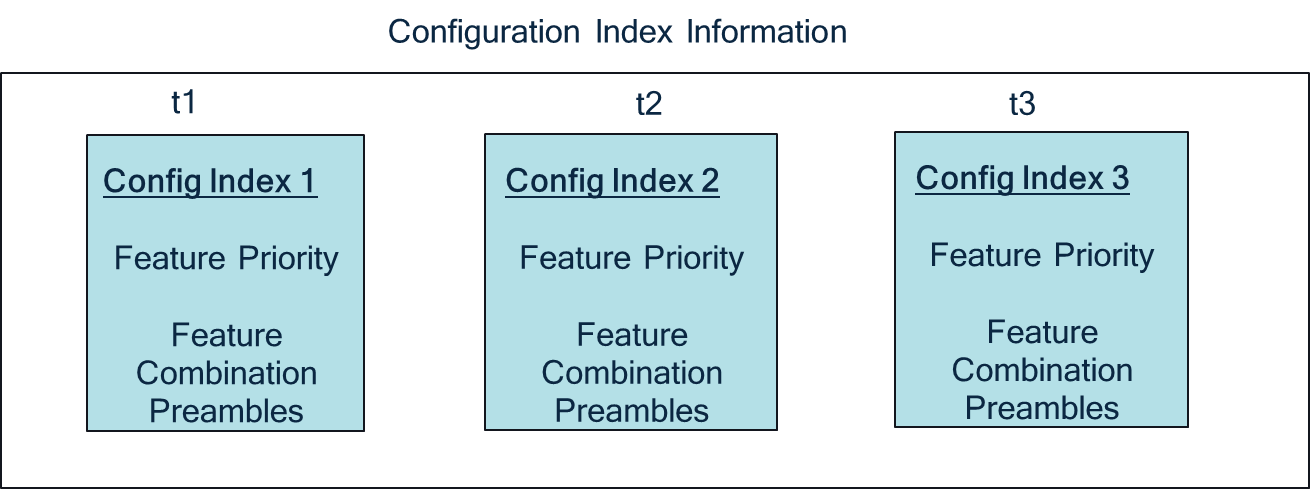 Configuration Index Information
t1
Config Index 1
Feature Priority
Feature
Combination
Preambles
t2
Config Index 2
Feature Priority
Feature
Combination
Preambles
t3
Config Index 3
Feature Priority
Feature
Combination
Preambles